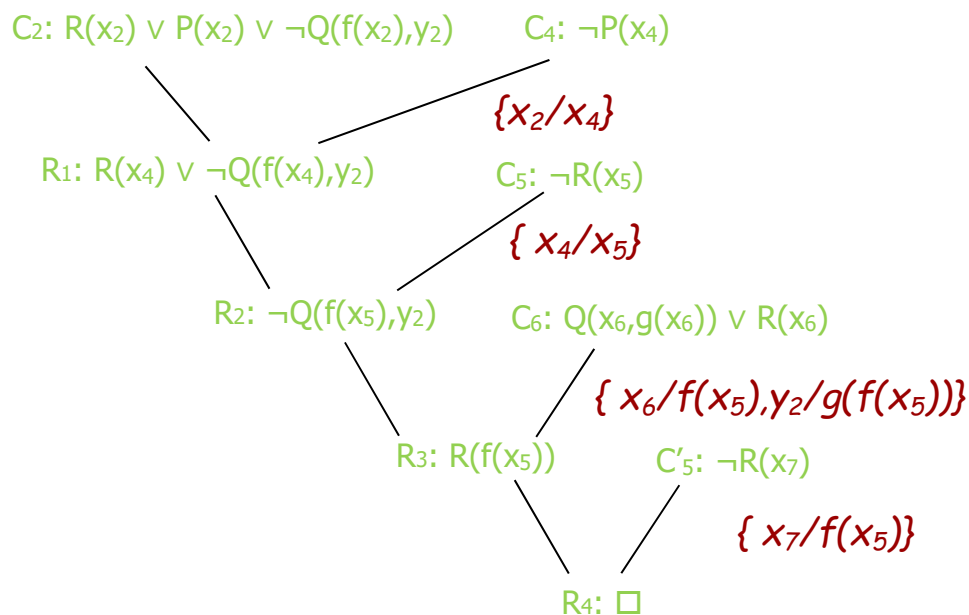 C₂: R(x₂) ∨ P(x₂) ∨ ¬Q(f(x₂),y₂) C₄: ¬P(x₄)
{x₂/x₄}
R₁: R(x₄) ∨ ¬Q(f(x₄),y₂) C₅: ¬R(x₅)
{ x₄/x₅}
R₂: ¬Q(f(x₅),y₂) C₆: Q(x₆,g(x₆)) ∨ R(x₆)
{ x₆/f(x₅),y₂/g(f(x₅))}
R₃: R(f(x₅)) C’₅: ¬R(x₇)
{ x₇/f(x₅)}
R₄: □